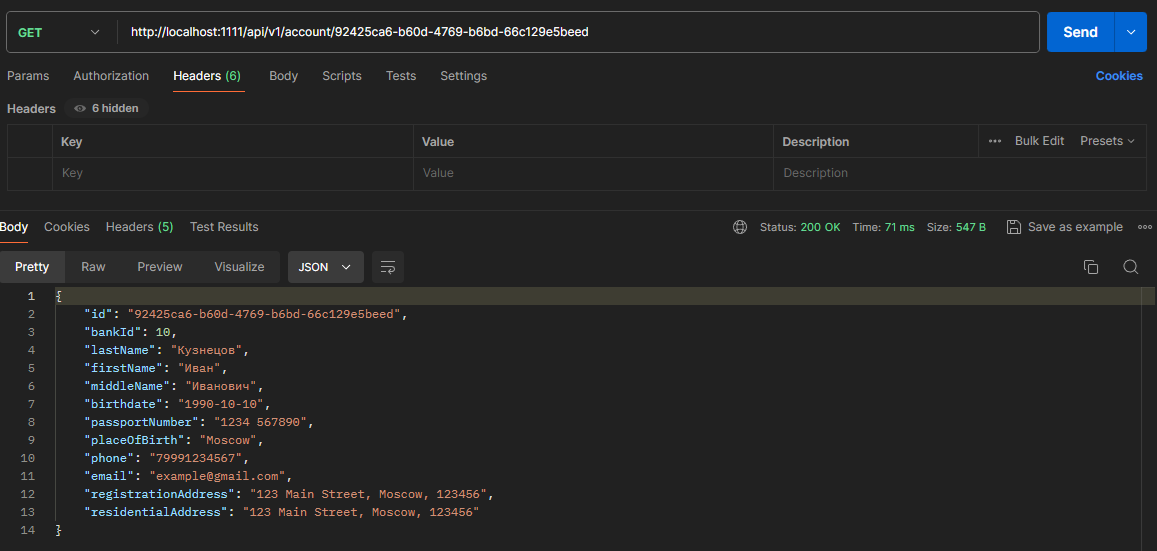 GET http://localhost:1111/api/v1/account/92425ca6-b60d-4769-b6bd-66c129e5beed Send
Params Authorization Headers (6) Body Scripts Tests Settings Cookies
Headers 6 hidden
Key Value Description ••• Bulk Edit Presets
Key Value Description
Body Cookies Headers (5) Test Results Status: 200 OK Time: 71 ms Size: 547 B Save as example •••
Pretty Raw Preview Visualize JSON
1 {
2 "id": "92425ca6-b60d-4769-b6bd-66c129e5beed",
3 "bankId": 10,
4 "lastName": "Кузнецов",
5 "firstName": "Иван",
6 "middleName": "Иванович",
7 "birthdate": "1990-10-10",
8 "passportNumber": "1234 567890",
9 "placeOfBirth": "Moscow",
10 "phone": "79991234567",
11 "email": "example@gmail.com",
12 "registrationAddress": "123 Main Street, Moscow, 123456",
13 "residentialAddress": "123 Main Street, Moscow, 123456"
14 }